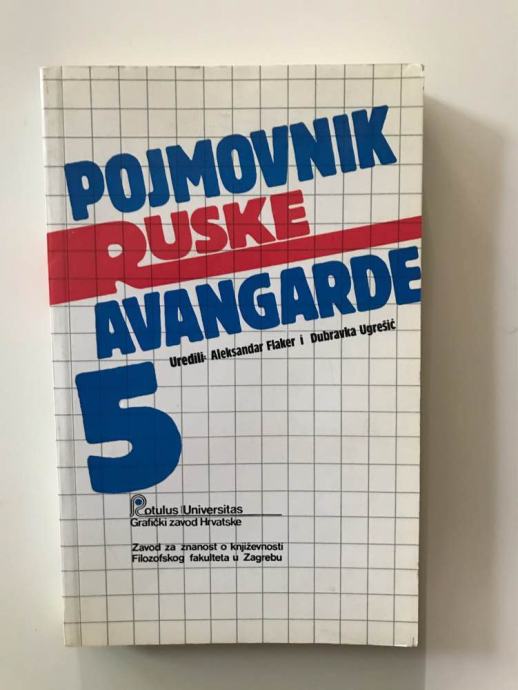 POJMOVNIK
RUSKE
AVANGARDE
Uredili: Aleksandar Flaker i Dubravka Ugrešić
5
Rotulus Universitas
Grafički zavod Hrvatske
Zavod za znanost o književnosti
Filozofskog fakulteta u Zagrebu